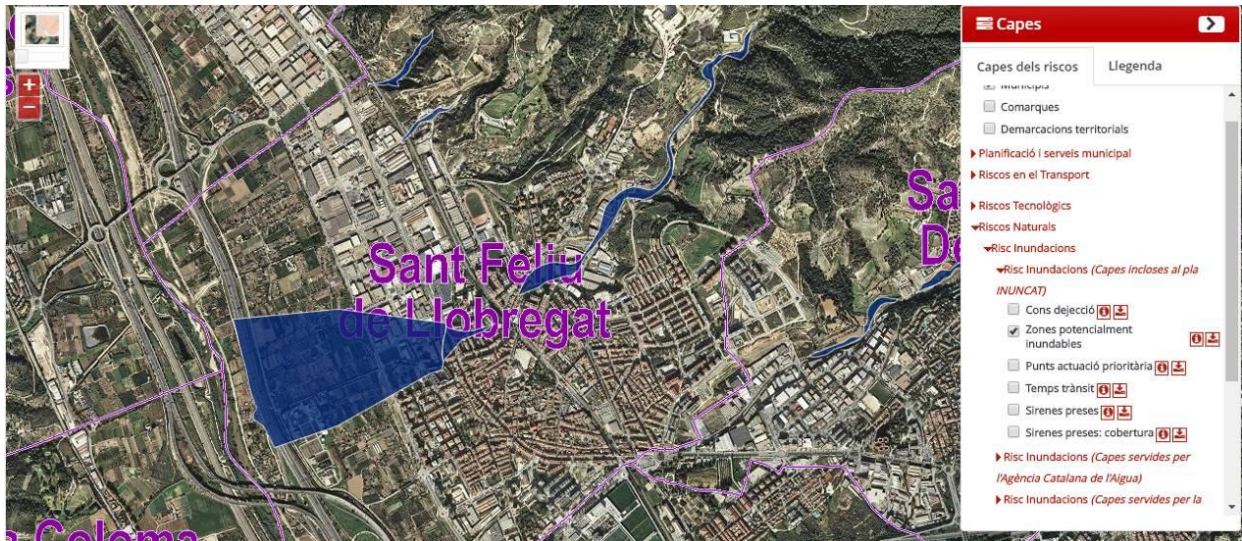 Capes
Capes dels riscos
Llegenda
Municipis
Comarques
Demarcacions territorials
Planificació i serveis municipal
Riscos en el Transport
Riscos Tecnològics
Riscos Naturals
Risc Inundacions
Risc Inundacions (Capes incloses al pla
INUNCAT)
Cons dejecció
Zones potencialment
inundables
Punts actuació prioritària
Temps trànsit
Sirenes preses
Sirenes preses: cobertura
Risc Inundacions (Capes servides per
l'Agència Catalana de l'Aigua)
Risc Inundacions (Capes servides per la
+
−
Sant Feliu
de Llobregat
Sa
De
a Coloma